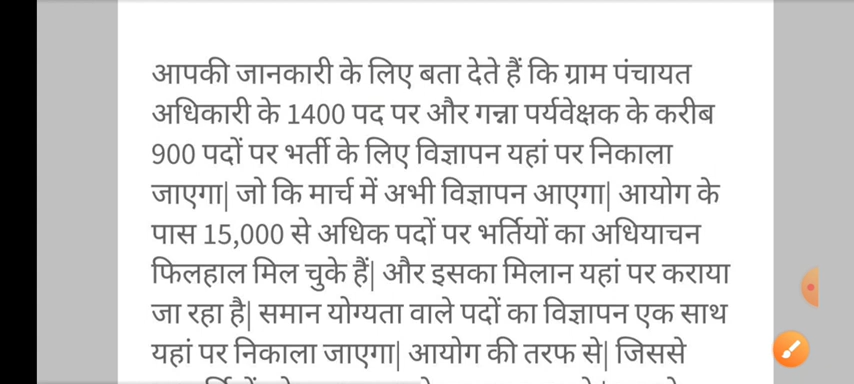 आपकी जानकारी के लिए बता देते हैं कि ग्राम पंचायत
अधिकारी के 1400 पद पर और गन्ना पर्यवेक्षक के करीब
900 पदों पर भर्ती के लिए विज्ञापन यहां पर निकाला
जाएगा| जो कि मार्च में अभी विज्ञापन आएगा| आयोग के
पास 15,000 से अधिक पदों पर भर्तियों का अधियाचन
फिलहाल मिल चुके हैं| और इसका मिलान यहां पर कराया
जा रहा है| समान योग्यता वाले पदों का विज्ञापन एक साथ
यहां पर निकाला जाएगा| आयोग की तरफ से| जिससे